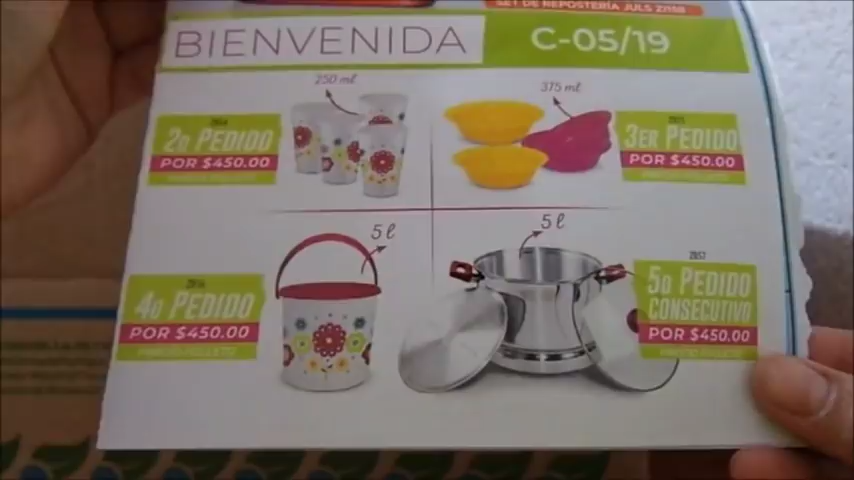 SET DE REPOSTERÍA JULS 27198
BIENVENIDA
C-05/19
250 ml
375 ml
2O PEDIDO
POR $450.00
3ER PEDIDO
POR $450.00
5 ℓ
5 ℓ
4O PEDIDO
POR $450.00
5O PEDIDO
CONSECUTIVO
POR $450.00